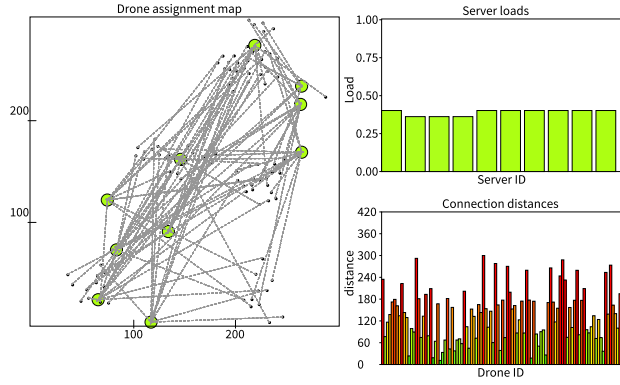 Drone assignment map
200
100
100
200
Server loads
1.00
0.75
0.50
0.25
0.00
Load
Server ID
Connection distances
420
360
300
240
180
120
60
0
distance
Drone ID